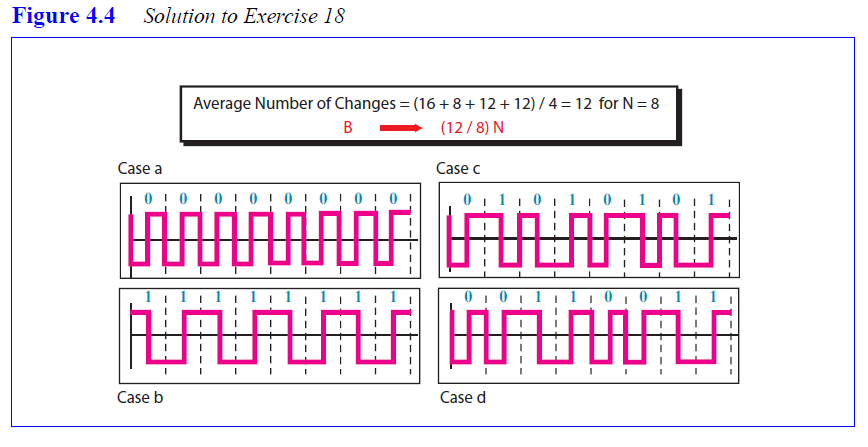 Figure 4.4 Solution to Exercise 18
Average Number of Changes = (16 + 8 + 12 + 12) / 4 = 12 for N = 8
B (12 / 8) N
Case a
0 0 0 0 0 0 0 0
Case c
0 1 0 1 0 1 0 1
1 1 1 1 1 1 1 1
Case b
0 0 1 1 0 0 1 1
Case d